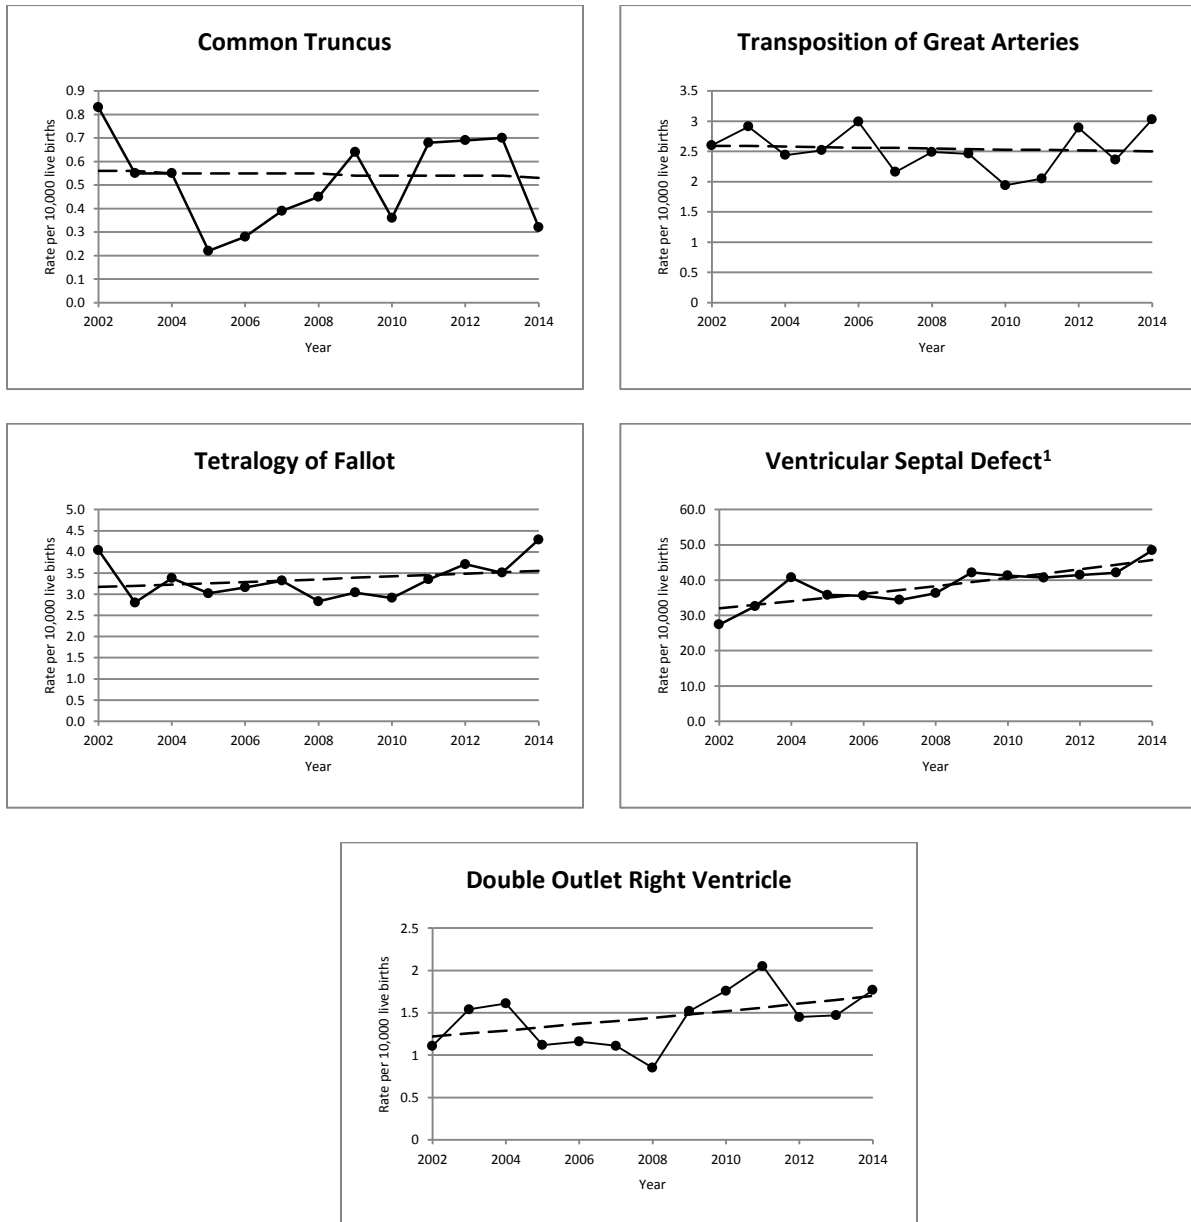 Common Truncus
Rate per 10,000 live births
0.9
0.8
0.7
0.6
0.5
0.4
0.3
0.2
0.1
0.0
2002 2004 2006 2008 2010 2012 2014
Year
Transposition of Great Arteries
Rate per 10,000 live births
3.5
3
2.5
2
1.5
1
0.5
0
2002 2004 2006 2008 2010 2012 2014
Year
Tetralogy of Fallot
Rate per 10,000 live births
5.0
4.5
4.0
3.5
3.0
2.5
2.0
1.5
1.0
0.5
0.0
2002 2004 2006 2008 2010 2012 2014
Year
Ventricular Septal Defect¹
Rate per 10,000 live births
60.0
50.0
40.0
30.0
20.0
10.0
0.0
2002 2004 2006 2008 2010 2012 2014
Year
Double Outlet Right Ventricle
Rate per 10,000 live births
2.5
2
1.5
1
0.5
0
2002 2004 2006 2008 2010 2012 2014
Year